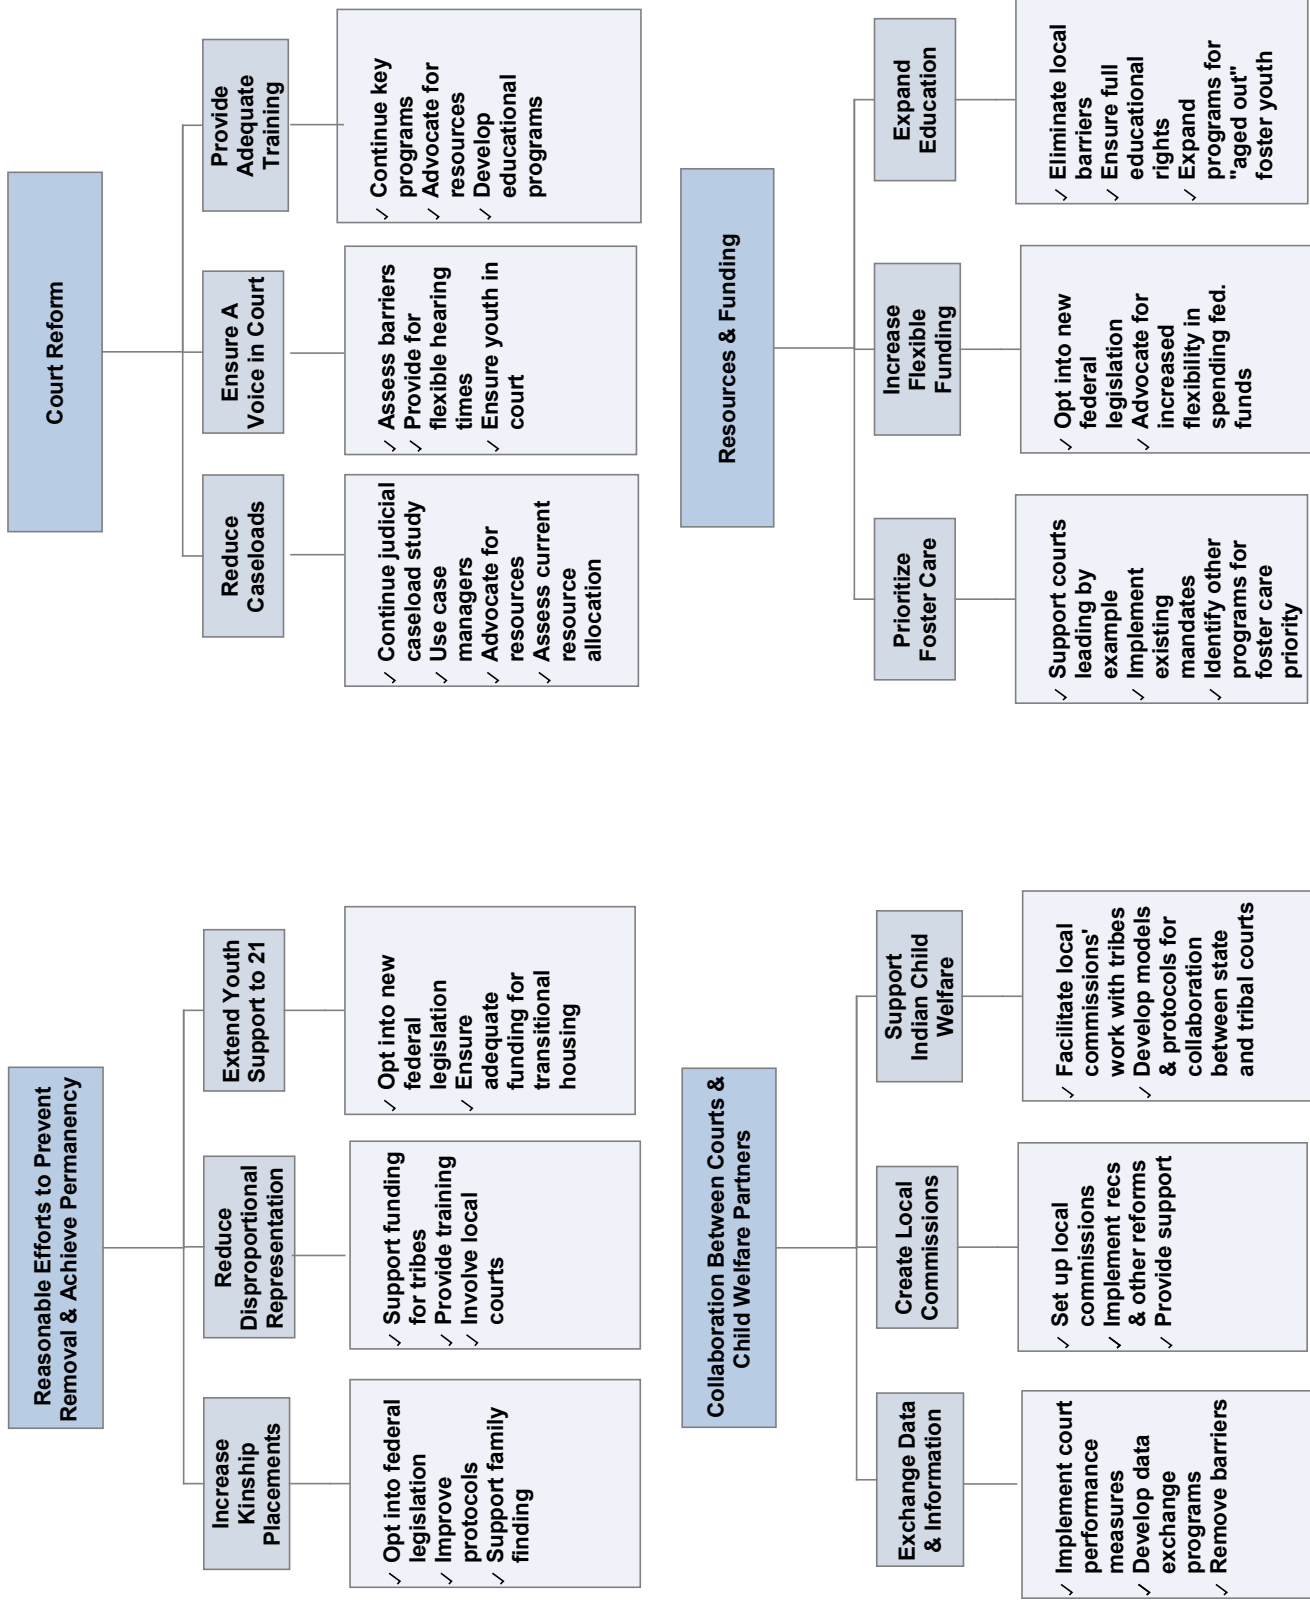 Reasonable Efforts to Prevent
Removal & Achieve Permanency
Increase
Kinship
Placements
✓ Opt into federal
legislation
✓ Improve
protocols
✓ Support family
finding
Reduce
Disproportional
Representation
✓ Support funding
for tribes
✓ Provide training
✓ Involve local
courts
Extend Youth
Support to 21
✓ Opt into new
federal
legislation
✓ Ensure
adequate
funding for
transitional
housing
Court Reform
Reduce
Caseloads
✓ Continue judicial
caseload study
✓ Use case
managers
✓ Advocate for
resources
✓ Assess current
resource
allocation
Ensure A
Voice in Court
✓ Assess barriers
✓ Provide for
flexible hearing
times
✓ Ensure youth in
court
Provide
Adequate
Training
✓ Continue key
programs
✓ Advocate for
resources
✓ Develop
educational
programs
Collaboration Between Courts &
Child Welfare Partners
Exchange Data
& Information
✓ Implement court
performance
measures
✓ Develop data
exchange
programs
✓ Remove barriers
Create Local
Commissions
✓ Set up local
commissions
✓ Implement recs
& other reforms
✓ Provide support
Support
Indian Child
Welfare
✓ Facilitate local
commissions'
work with tribes
✓ Develop models
& protocols for
collaboration
between state
and tribal courts
Resources & Funding
Prioritize
Foster Care
✓ Support courts
leading by
example
✓ Implement
existing
mandates
✓ Identify other
programs for
foster care
priority
Increase
Flexible
Funding
✓ Opt into new
federal
legislation
✓ Advocate for
increased
flexibility in
spending fed.
funds
Expand
Education
✓ Eliminate local
barriers
✓ Ensure full
educational
rights
✓ Expand
programs for
"aged out"
foster youth